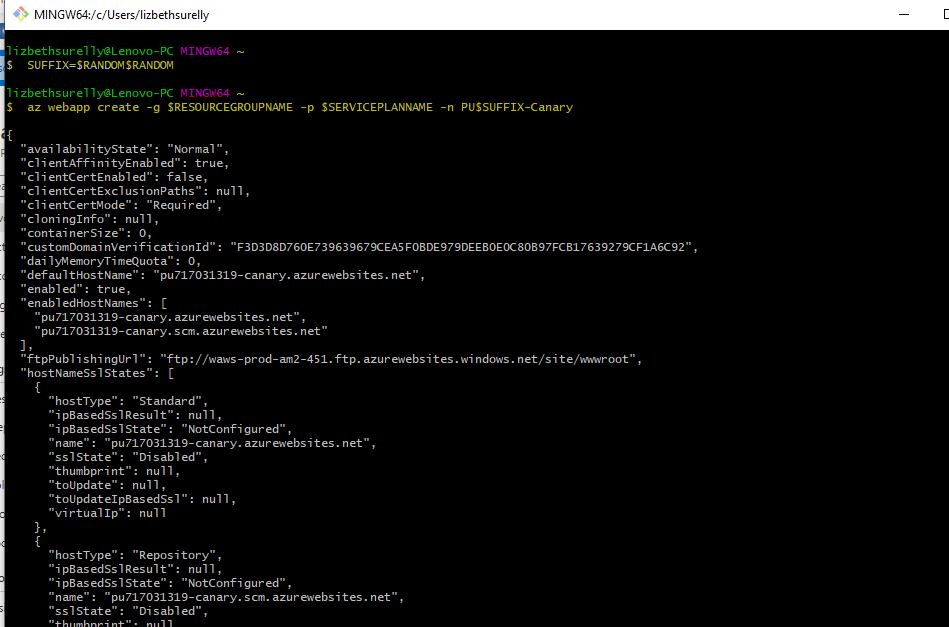 MINGW64:/c/Users/lizbethsurelly
lizbethsurelly@Lenovo-PC MINGW64 ~
$  SUFFIX=$RANDOM$RANDOM
lizbethsurelly@Lenovo-PC MINGW64 ~
$  az webapp create -g $RESOURCEGROUPNAME -p $SERVICEPLANNAME -n PU$SUFFIX-Canary
{
  "availabilityState": "Normal",
  "clientAffinityEnabled": true,
  "clientCertEnabled": false,
  "clientCertExclusionPaths": null,
  "clientCertMode": "Required",
  "cloningInfo": null,
  "containerSize": 0,
  "customDomainVerificationId": "F3D3D8D760E739639679CEA5F0BDE979DEEB0E0C80B97FCB17639279CF1A6C92",
  "dailyMemoryTimeQuota": 0,
  "defaultHostName": "pu717031319-canary.azurewebsites.net",
  "enabled": true,
  "enabledHostNames": [
    "pu717031319-canary.azurewebsites.net",
    "pu717031319-canary.scm.azurewebsites.net"
  ],
  "ftpPublishingUrl": "ftp://waws-prod-am2-451.ftp.azurewebsites.windows.net/site/wwwroot",
  "hostNameSslStates": [
    {
      "hostType": "Standard",
      "ipBasedSslResult": null,
      "ipBasedSslState": "NotConfigured",
      "name": "pu717031319-canary.azurewebsites.net",
      "sslState": "Disabled",
      "thumbprint": null,
      "toUpdate": null,
      "toUpdateIpBasedSsl": null,
      "virtualIp": null
    },
    {
      "hostType": "Repository",
      "ipBasedSslResult": null,
      "ipBasedSslState": "NotConfigured",
      "name": "pu717031319-canary.scm.azurewebsites.net",
      "sslState": "Disabled",
      "thumbprint": null